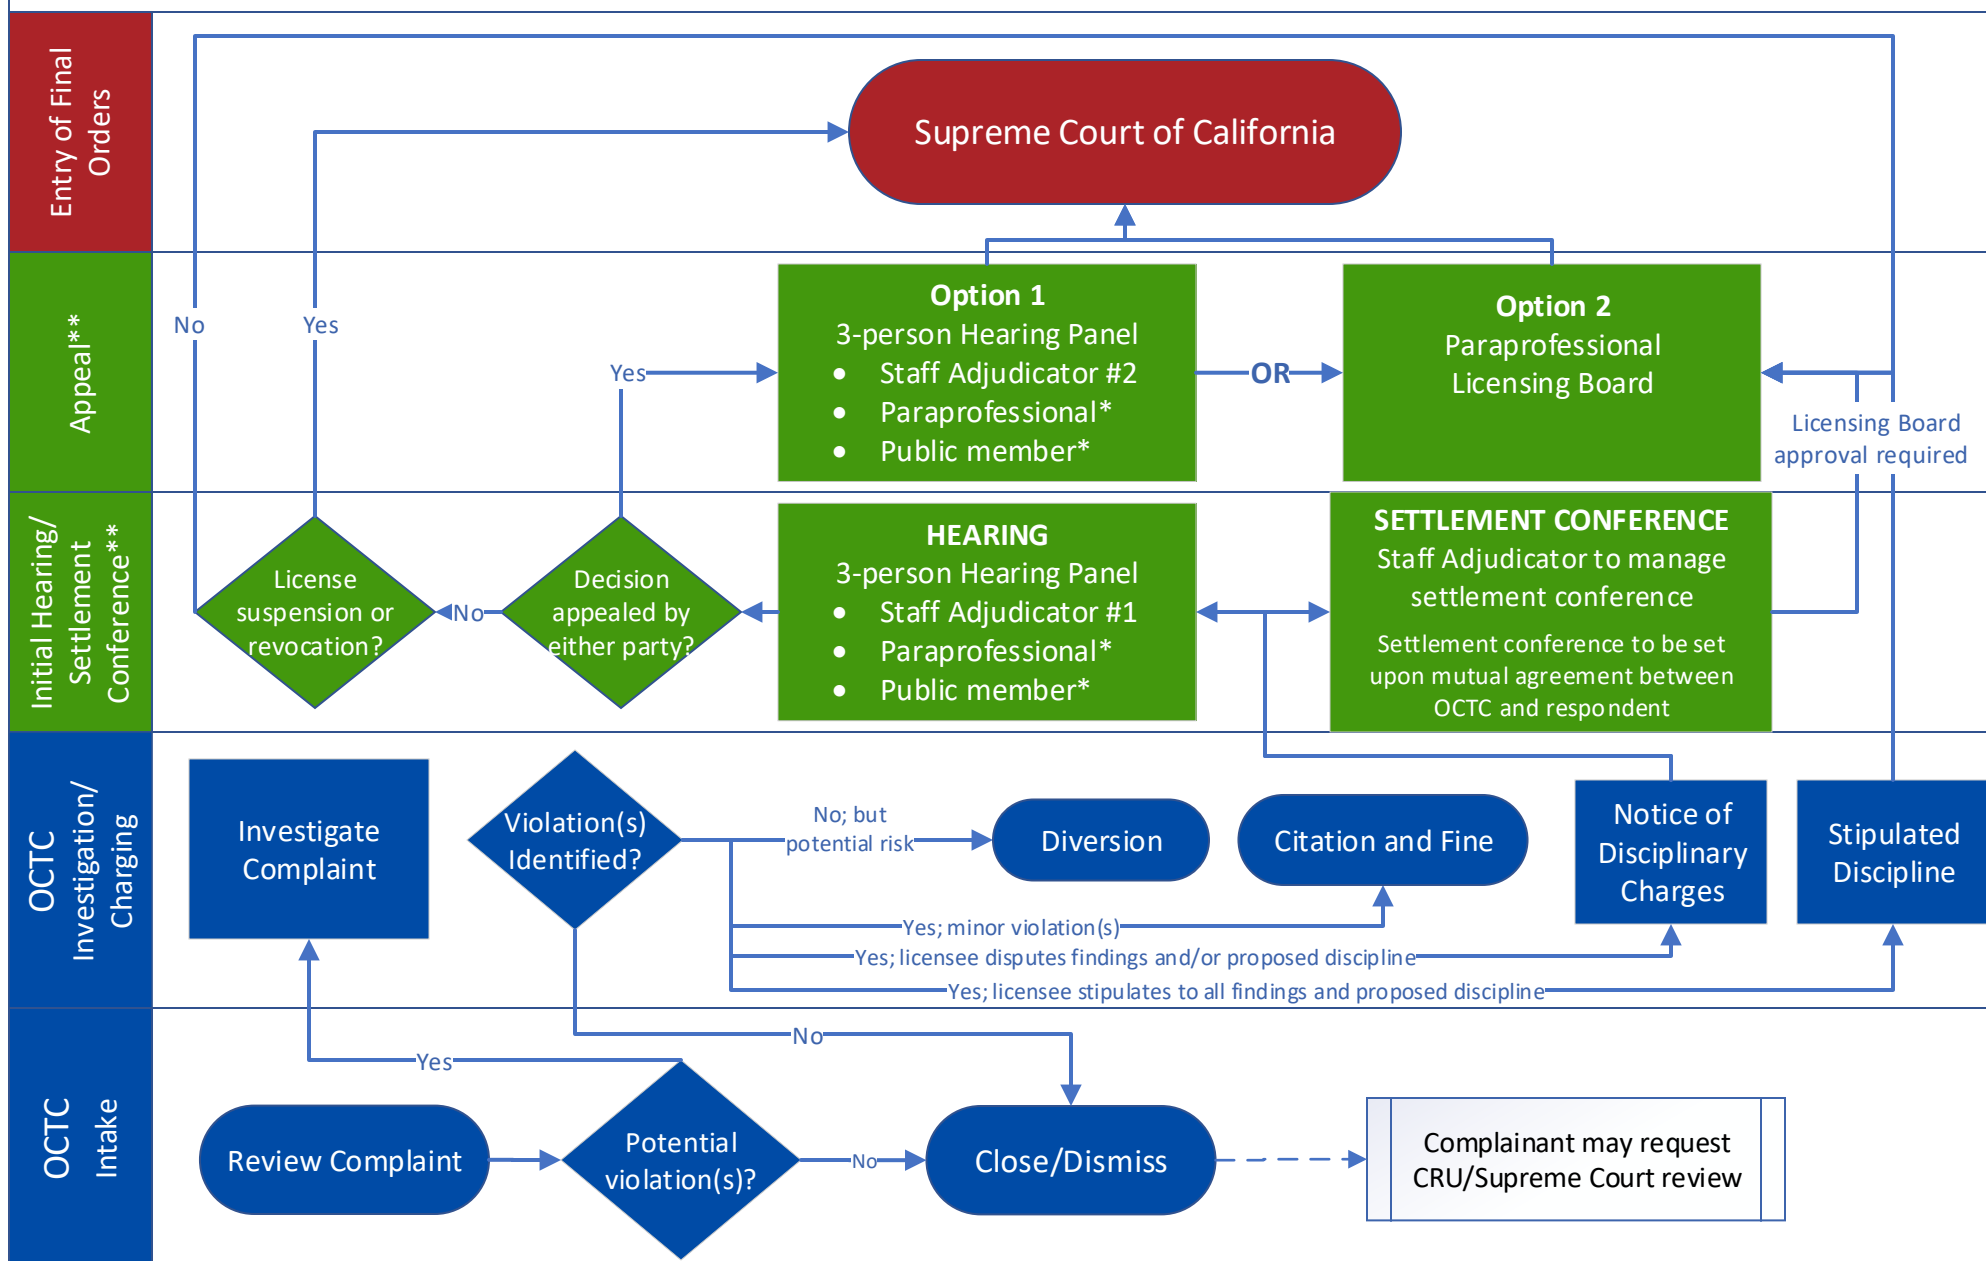 Entry of Final
Orders
Supreme Court of California
Appeal**
No
Yes
Yes
Option 1
3-person Hearing Panel
• Staff Adjudicator #2
• Paraprofessional*
• Public member*
OR
Option 2
Paraprofessional
Licensing Board
Licensing Board
approval required
Initial Hearing/
Settlement
Conference**
License
suspension or
revocation?
No
Decision
appealed by
either party?
HEARING
3-person Hearing Panel
• Staff Adjudicator #1
• Paraprofessional*
• Public member*
SETTLEMENT CONFERENCE
Staff Adjudicator to manage
settlement conference
Settlement conference to be set
upon mutual agreement between
OCTC and respondent
OCTC
Investigation/
Charging
Investigate
Complaint
Violation(s)
Identified?
No; but
potential risk
Diversion
Citation and Fine
Notice of
Disciplinary
Charges
Stipulated
Discipline
Yes; minor violation(s)
Yes; licensee disputes findings and/or proposed discipline
Yes; licensee stipulates to all findings and proposed discipline
OCTC
Intake
No
Yes
Review Complaint
Potential
violation(s)?
No
Close/Dismiss
Complainant may request
CRU/Supreme Court review